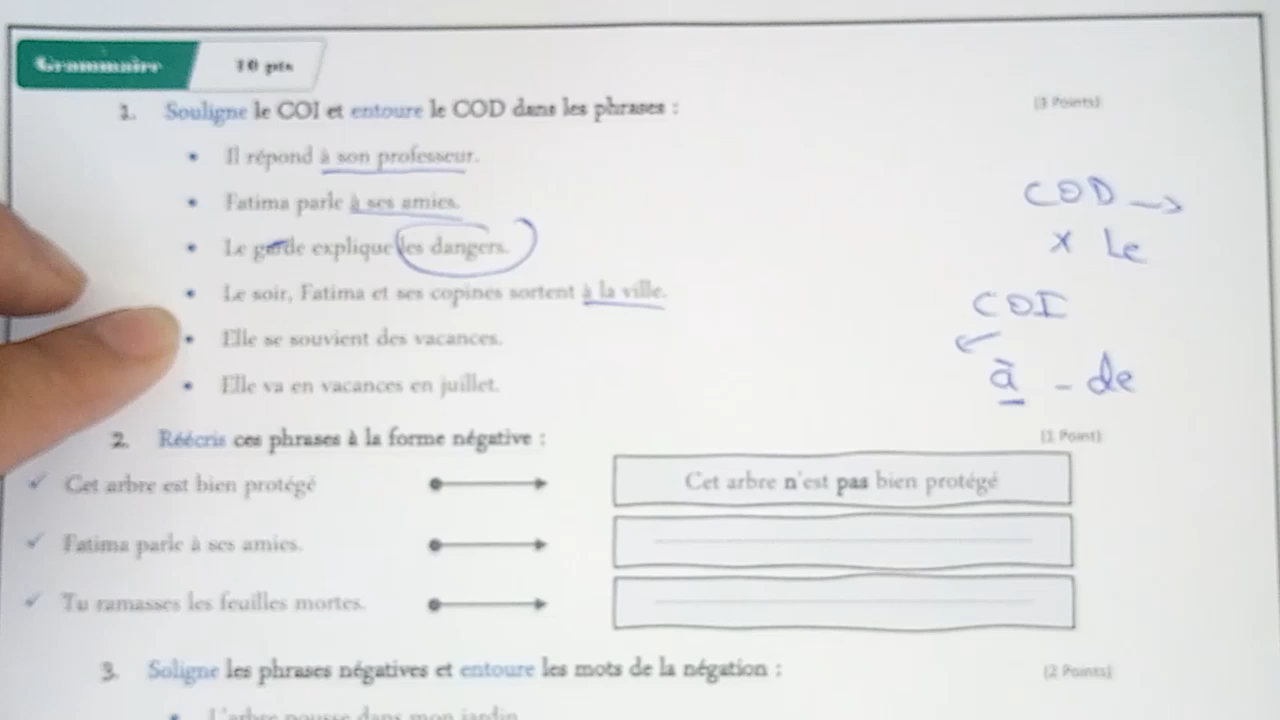 Grammaire 10 pts
1. Souligne le COI et entoure le COD dans les phrases : (3 Points)
• Il répond à son professeur.
• Fatima parle à ses amies.
• Le garde explique les dangers.
• Le soir, Fatima et ses copines sortent à la ville.
• Elle se souvient des vacances.
• Elle va en vacances en juillet.
COD →
× Le
COI
à - de
2. Réécris ces phrases à la forme négative : (1 Point)
✓ Cet arbre est bien protégé
Cet arbre n'est pas bien protégé
✓ Fatima parle à ses amies.
✓ Tu ramasses les feuilles mortes.
3. Soligne les phrases négatives et entoure les mots de la négation : (2 Points)
• L'arbre pousse dans mon jardin